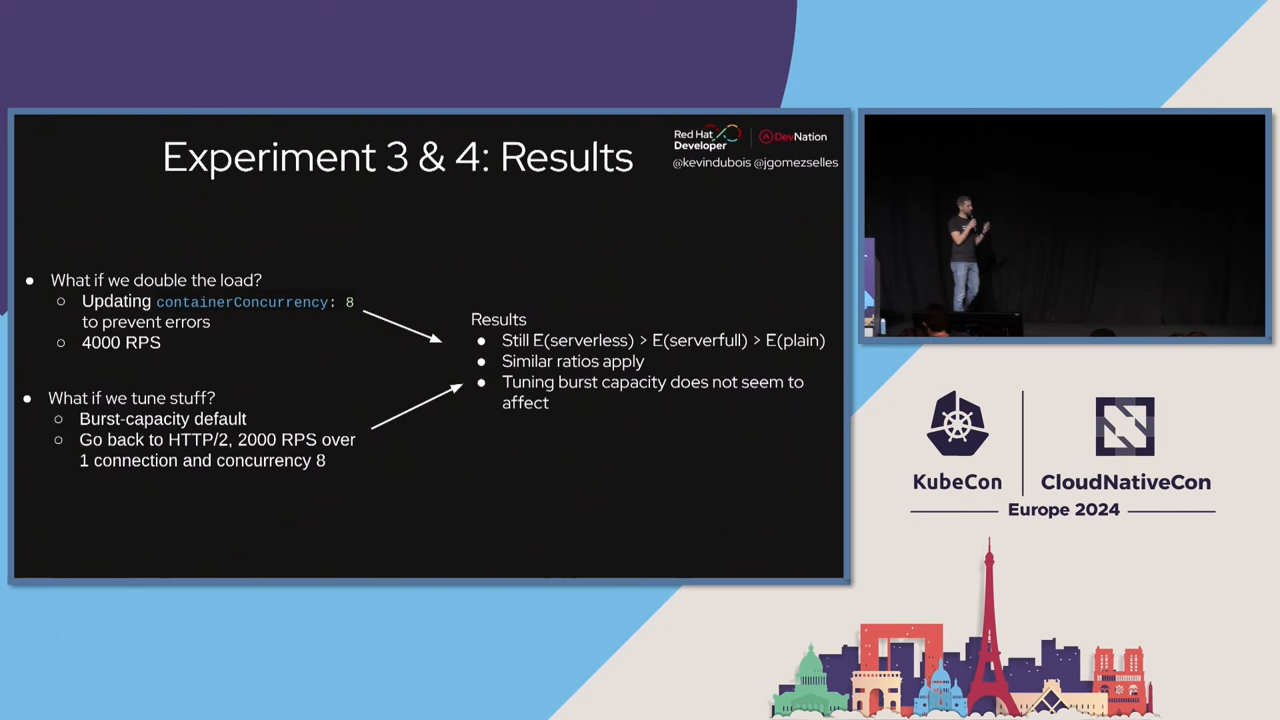 Experiment 3 & 4: Results
Red Hat
Developer
DevNation
@kevindubois @jgomezselles
What if we double the load?
Updating containerConcurrency: 8
to prevent errors
4000 RPS
What if we tune stuff?
Burst-capacity default
Go back to HTTP/2, 2000 RPS over
1 connection and concurrency 8
Results
Still E(serverless) > E(serverfull) > E(plain)
Similar ratios apply
Tuning burst capacity does not seem to
affect
KubeCon
CloudNativeCon
Europe 2024